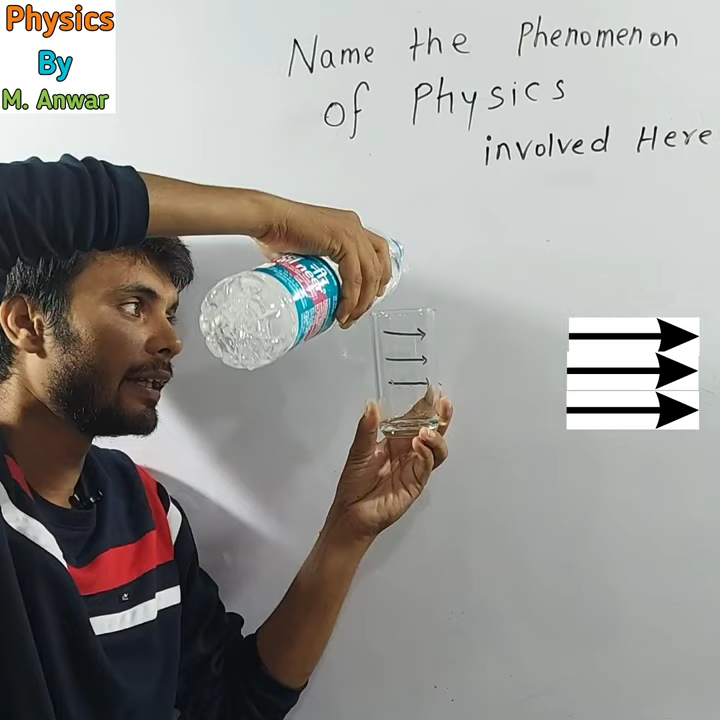 Physics
By
M. Anwar
Name the Phenomenon
of Physics
involved Here